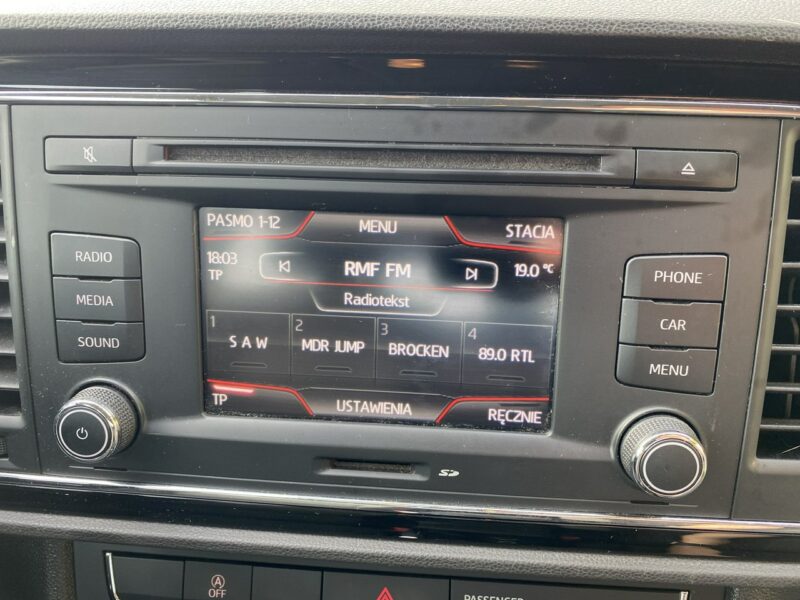 PASMO 1-12
MENU
STACJA
18:03
TP
RMF FM
19.0 °C
Radiotekst
1
S A W
2
MDR JUMP
3
BROCKEN
4
89.0 RTL
TP
USTAWIENIA
RĘCZNIE
RADIO
MEDIA
SOUND
PHONE
CAR
MENU
SD
A
OFF
PASSENGER